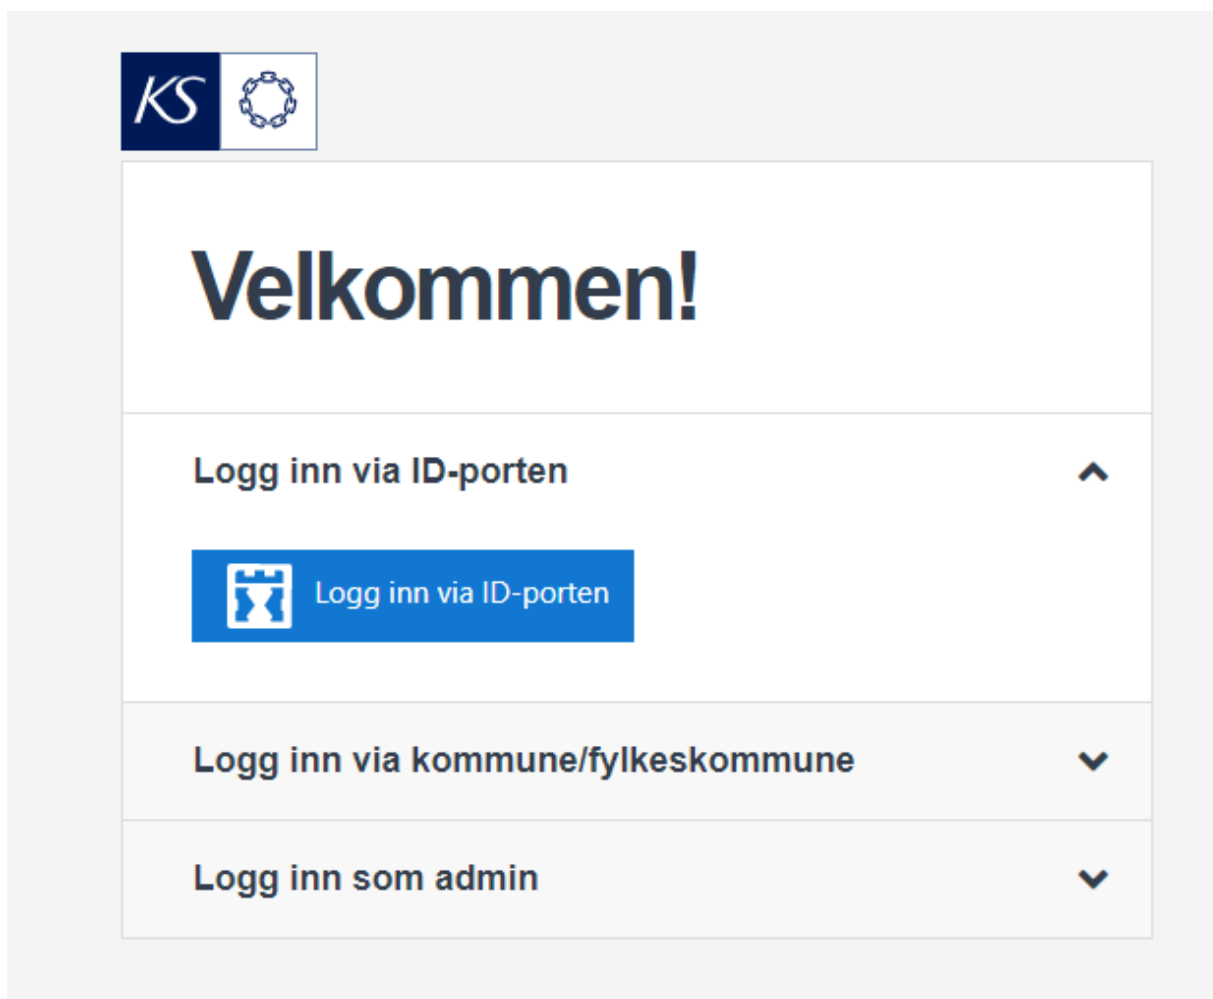 KS
Velkommen!
Logg inn via ID-porten
Logg inn via ID-porten
Logg inn via kommune/fylkeskommune
Logg inn som admin